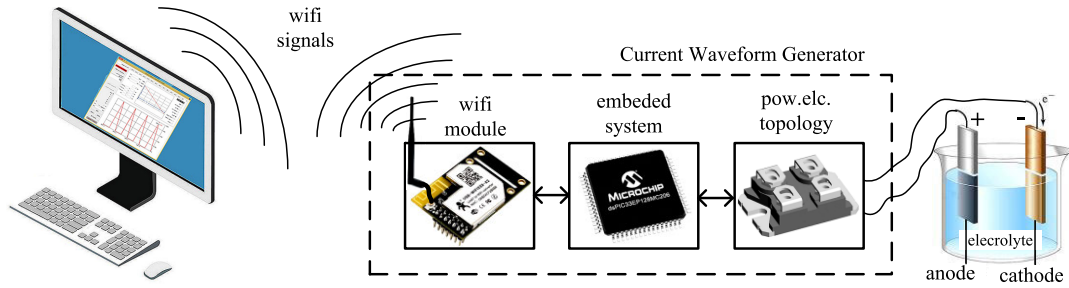 wifi
signals
Current Waveform Generator
wifi
module
embeded
system
pow.elc.
topology
MICROCHIP
dsPIC33EP128MC206
e⁻
+
-
elecrolyte
anode
cathode